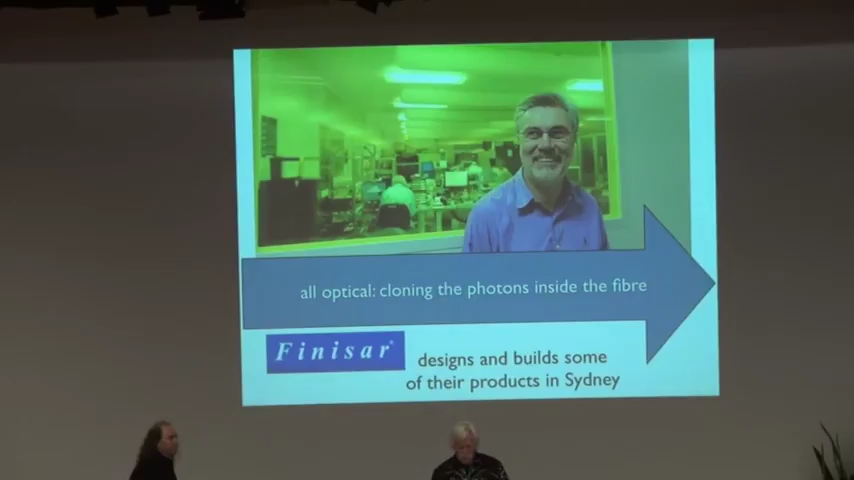 all optical: cloning the photons inside the fibre
Finisar®
designs and builds some
of their products in Sydney